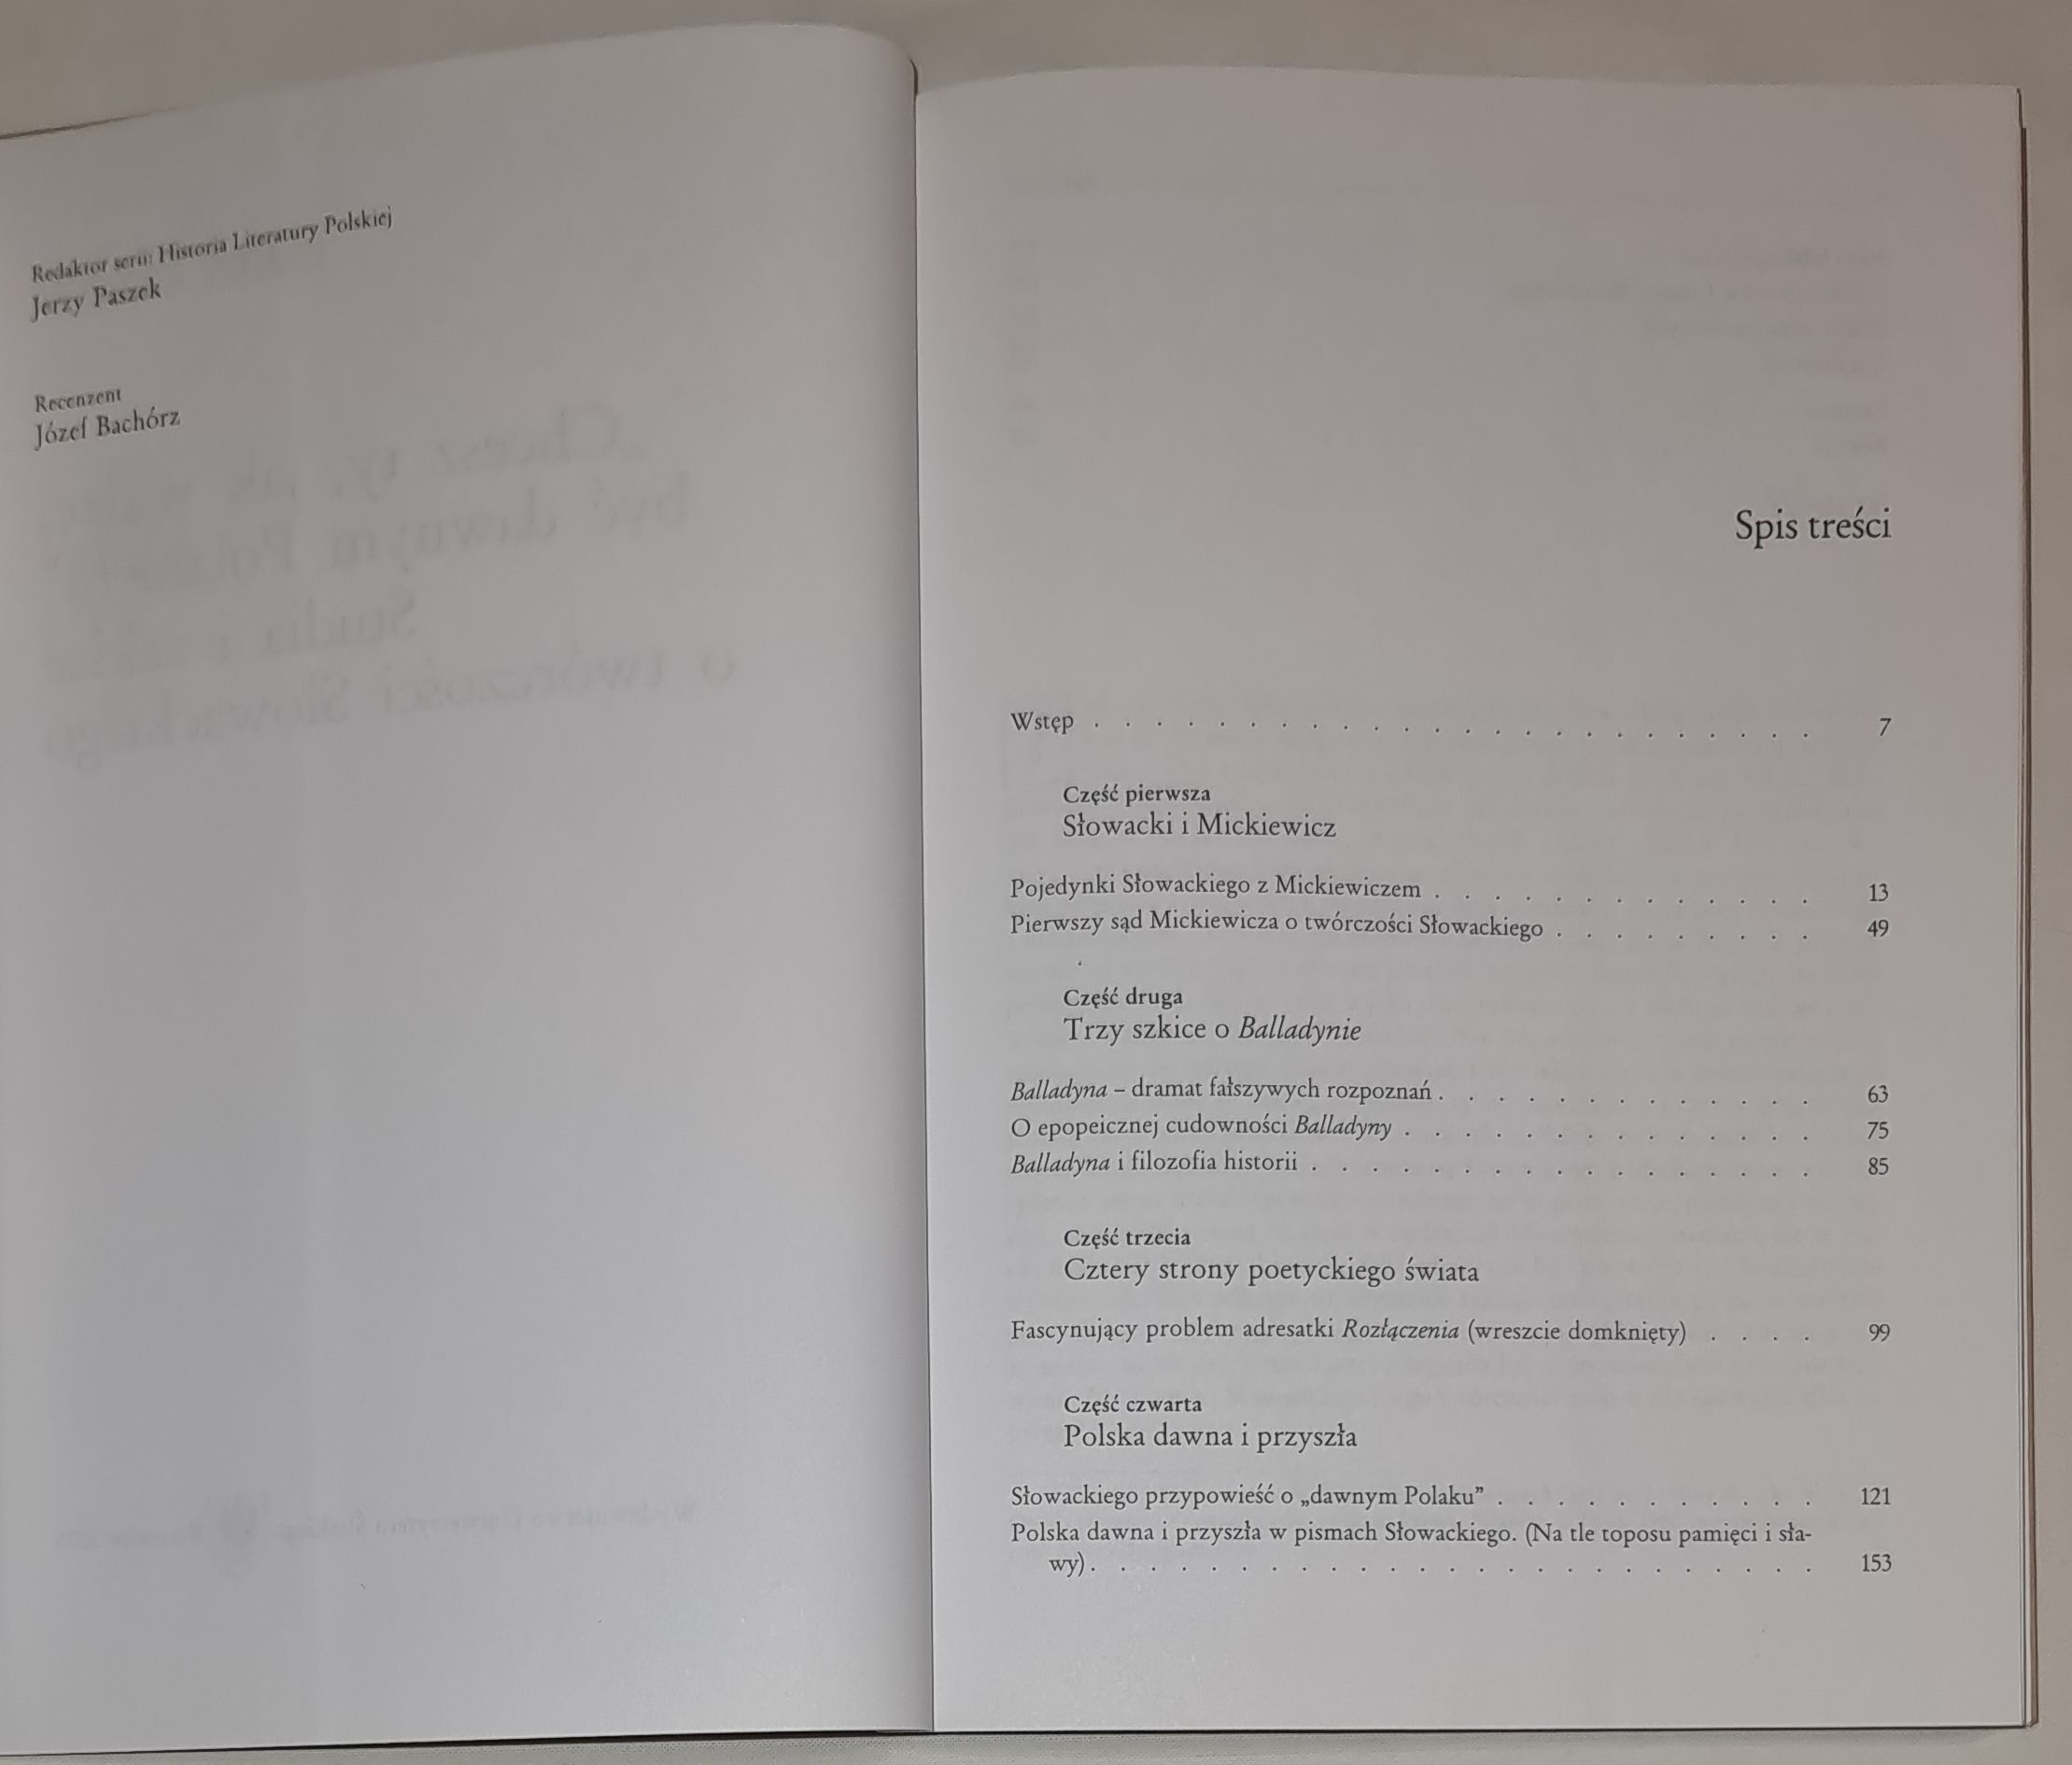 Redaktor serii: Historia Literatury Polskiej
Jerzy Paszek
Recenzent
Józef Bachórz
Spis treści
Wstęp . . . . . . . . . . . . . . . . . . . . . . . . 7
Część pierwsza
Słowacki i Mickiewicz
Pojedynki Słowackiego z Mickiewiczem . . . . . . . . . . . . . 13
Pierwszy sąd Mickiewicza o twórczości Słowackiego . . . . . . . . . 49
Część druga
Trzy szkice o Balladynie
Balladyna – dramat fałszywych rozpoznań . . . . . . . . . . . . . 63
O epopeicznej cudowności Balladyny . . . . . . . . . . . . . . 75
Balladyna i filozofia historii . . . . . . . . . . . . . . . . . 85
Część trzecia
Cztery strony poetyckiego świata
Fascynujący problem adresatki Rozłączenia (wreszcie domknięty) . . . . 99
Część czwarta
Polska dawna i przyszła
Słowackiego przypowieść o „dawnym Polaku” . . . . . . . . . . . 121
Polska dawna i przyszła w pismach Słowackiego. (Na tle toposu pamięci i sła-
wy) . . . . . . . . . . . . . . . . . . . . . . . . . 153